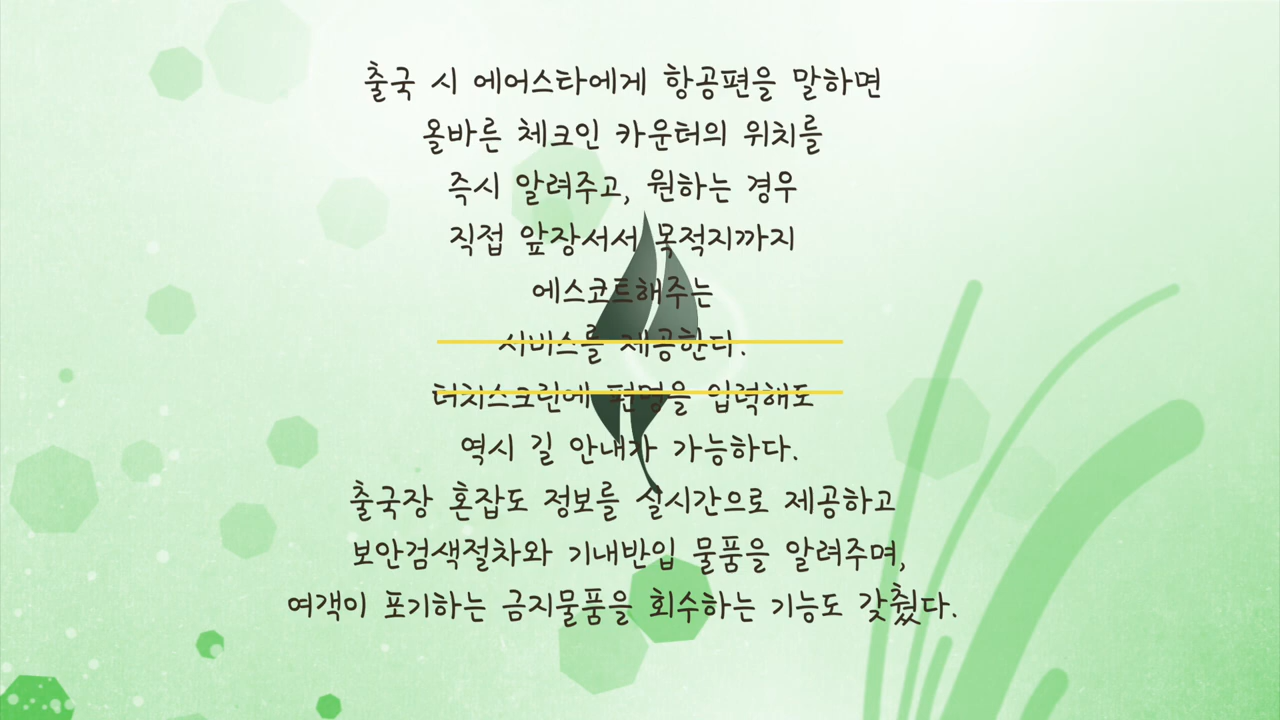 출국 시 에어스타에게 항공편을 말하면
올바른 체크인 카운터의 위치를
즉시 알려주고, 원하는 경우
직접 앞장서서 목적지까지
에스코트해주는
서비스를 제공한다.
터치스크린에 편명을 입력해도
역시 길 안내가 가능하다.
출국장 혼잡도 정보를 실시간으로 제공하고
보안검색절차와 기내반입 물품을 알려주며,
여객이 포기하는 금지물품을 회수하는 기능도 갖췄다.